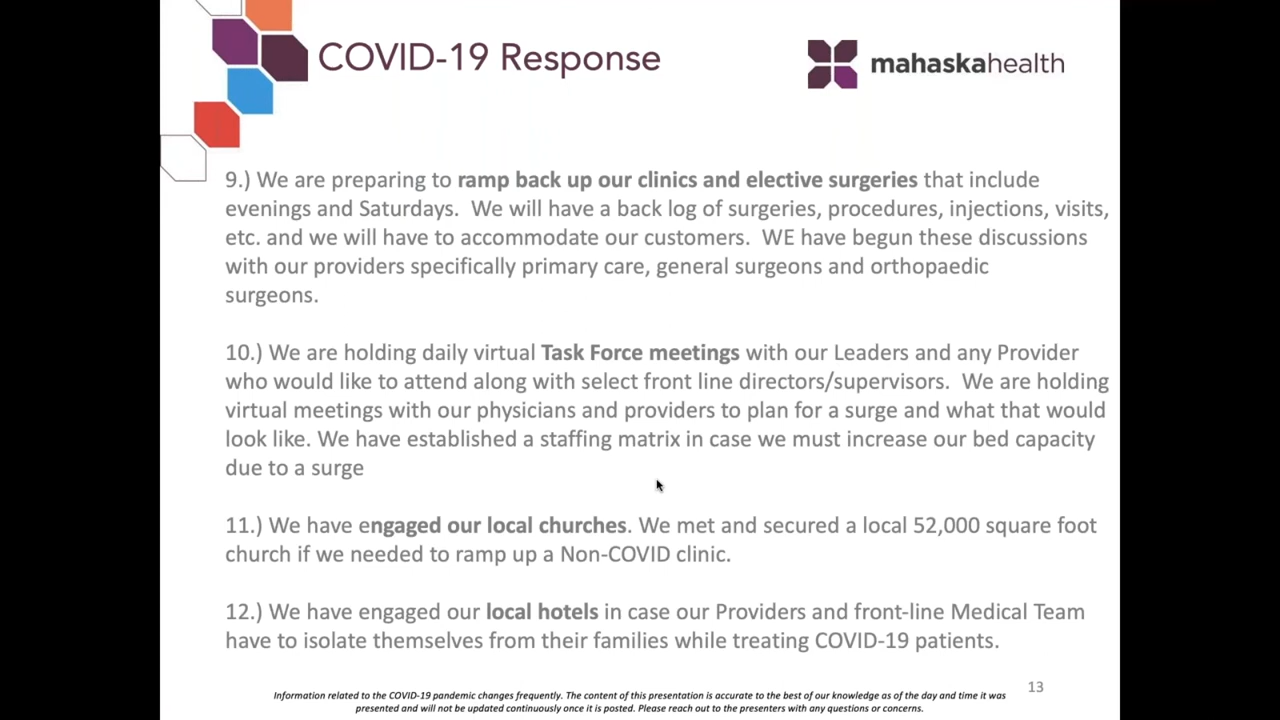 COVID-19 Response
mahaskahealth
9.) We are preparing to ramp back up our clinics and elective surgeries that include
evenings and Saturdays.  We will have a back log of surgeries, procedures, injections, visits,
etc. and we will have to accommodate our customers.  WE have begun these discussions
with our providers specifically primary care, general surgeons and orthopaedic
surgeons.
10.) We are holding daily virtual Task Force meetings with our Leaders and any Provider
who would like to attend along with select front line directors/supervisors.  We are holding
virtual meetings with our physicians and providers to plan for a surge and what that would
look like. We have established a staffing matrix in case we must increase our bed capacity
due to a surge
11.) We have engaged our local churches. We met and secured a local 52,000 square foot
church if we needed to ramp up a Non-COVID clinic.
12.) We have engaged our local hotels in case our Providers and front-line Medical Team
have to isolate themselves from their families while treating COVID-19 patients.
13
Information related to the COVID-19 pandemic changes frequently. The content of this presentation is accurate to the best of our knowledge as of the day and time it was
presented and will not be updated continuously once it is posted. Please reach out to the presenters with any questions or concerns.